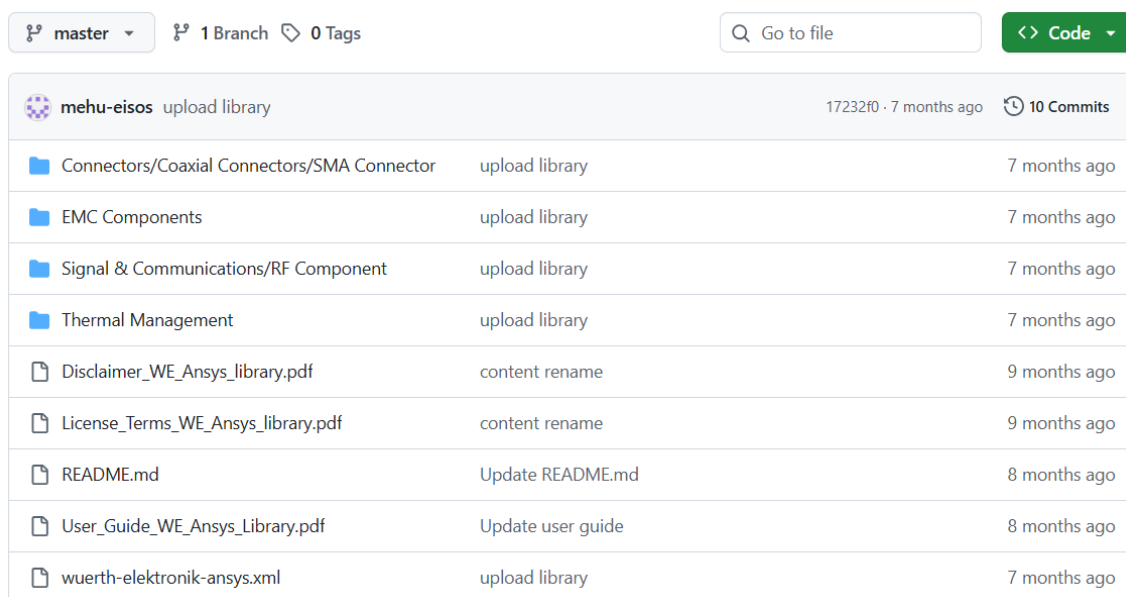 master 1 Branch 0 Tags Go to file Code
mehu-eisos upload library 17232f0 · 7 months ago 10 Commits
Connectors/Coaxial Connectors/SMA Connector upload library 7 months ago
EMC Components upload library 7 months ago
Signal & Communications/RF Component upload library 7 months ago
Thermal Management upload library 7 months ago
Disclaimer_WE_Ansys_library.pdf content rename 9 months ago
License_Terms_WE_Ansys_library.pdf content rename 9 months ago
README.md Update README.md 8 months ago
User_Guide_WE_Ansys_Library.pdf Update user guide 8 months ago
wuerth-elektronik-ansys.xml upload library 7 months ago